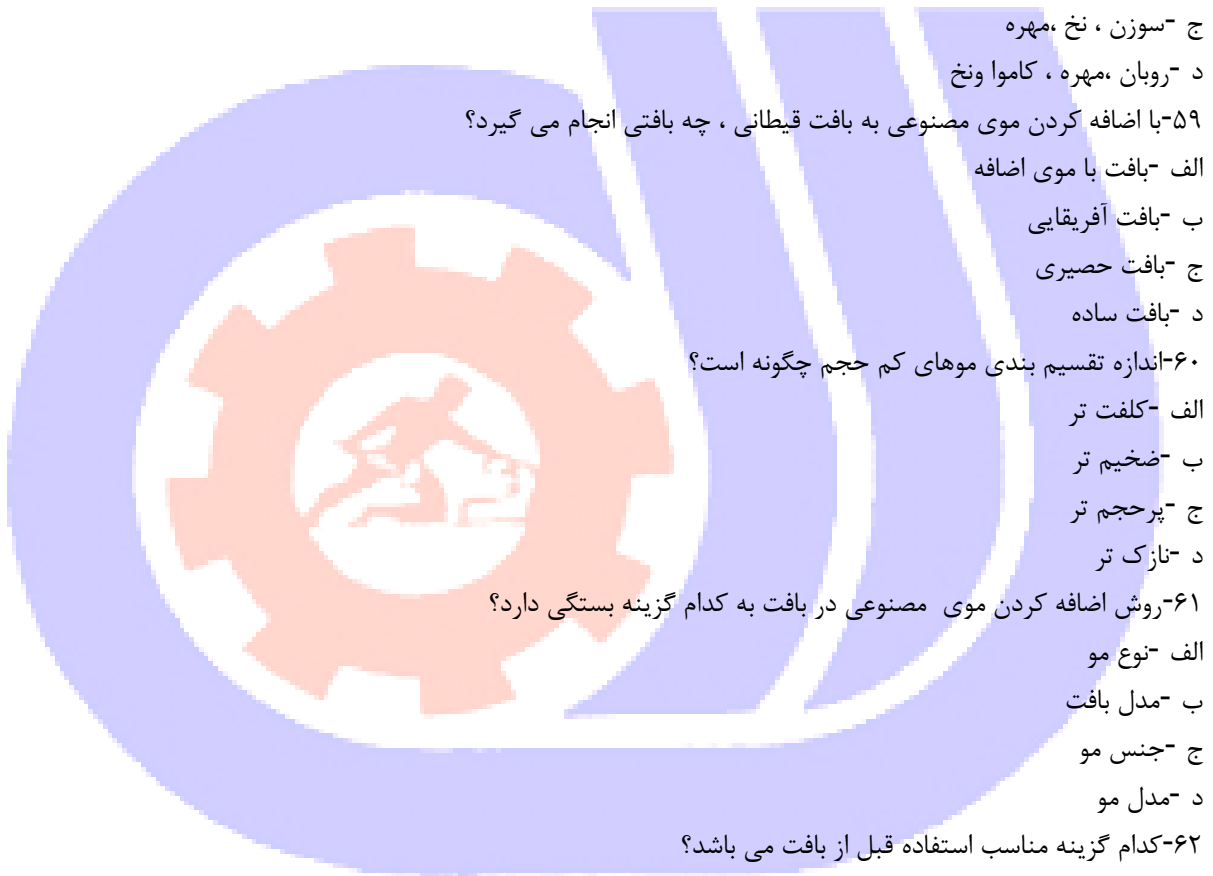 ج -سوزن ، نخ ،مهره
د -روبان ،مهره ، کاموا ونخ
۵۹-با اضافه کردن موی مصنوعی به بافت قیطانی ، چه بافتی انجام می گیرد؟
الف -بافت با موی اضافه
ب -بافت آفریقایی
ج -بافت حصیری
د -بافت ساده
۶۰-اندازه تقسیم بندی موهای کم حجم چگونه است؟
الف -کلفت تر
ب -ضخیم تر
ج -پرحجم تر
د -نازک تر
۶۱-روش اضافه کردن موی مصنوعی در بافت به کدام گزینه بستگی دارد؟
الف -نوع مو
ب -مدل بافت
ج -جنس مو
د -مدل مو
۶۲-کدام گزینه مناسب استفاده قبل از بافت می باشد؟